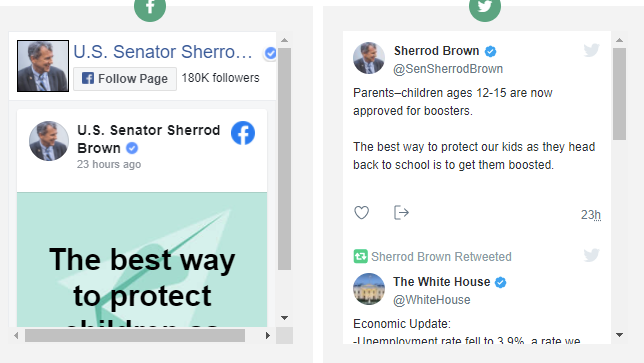 U.S. Senator Sherro...
Follow Page
180K followers
U.S. Senator Sherrod
Brown
23 hours ago
The best way
to protect
children as
Sherrod Brown
@SenSherrodBrown
Parents–children ages 12-15 are now
approved for boosters.
The best way to protect our kids as they head
back to school is to get them boosted.
23h
Sherrod Brown Retweeted
The White House
@WhiteHouse
Economic Update:
-Unemployment rate fell to 3.9%, a rate we